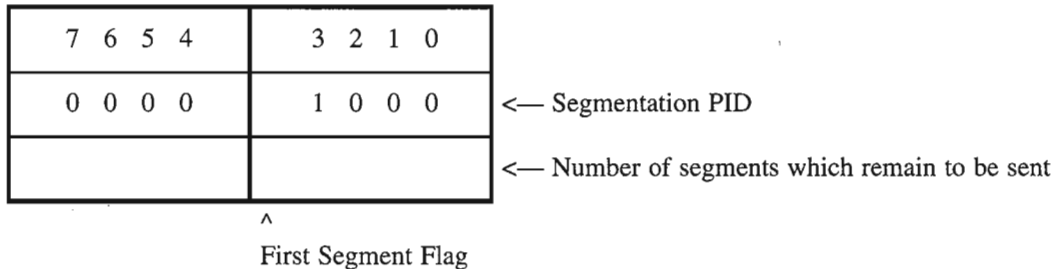 7 6 5 4 3 2 1 0
0 0 0 0 1 0 0 0 <— Segmentation PID
<— Number of segments which remain to be sent
^
First Segment Flag